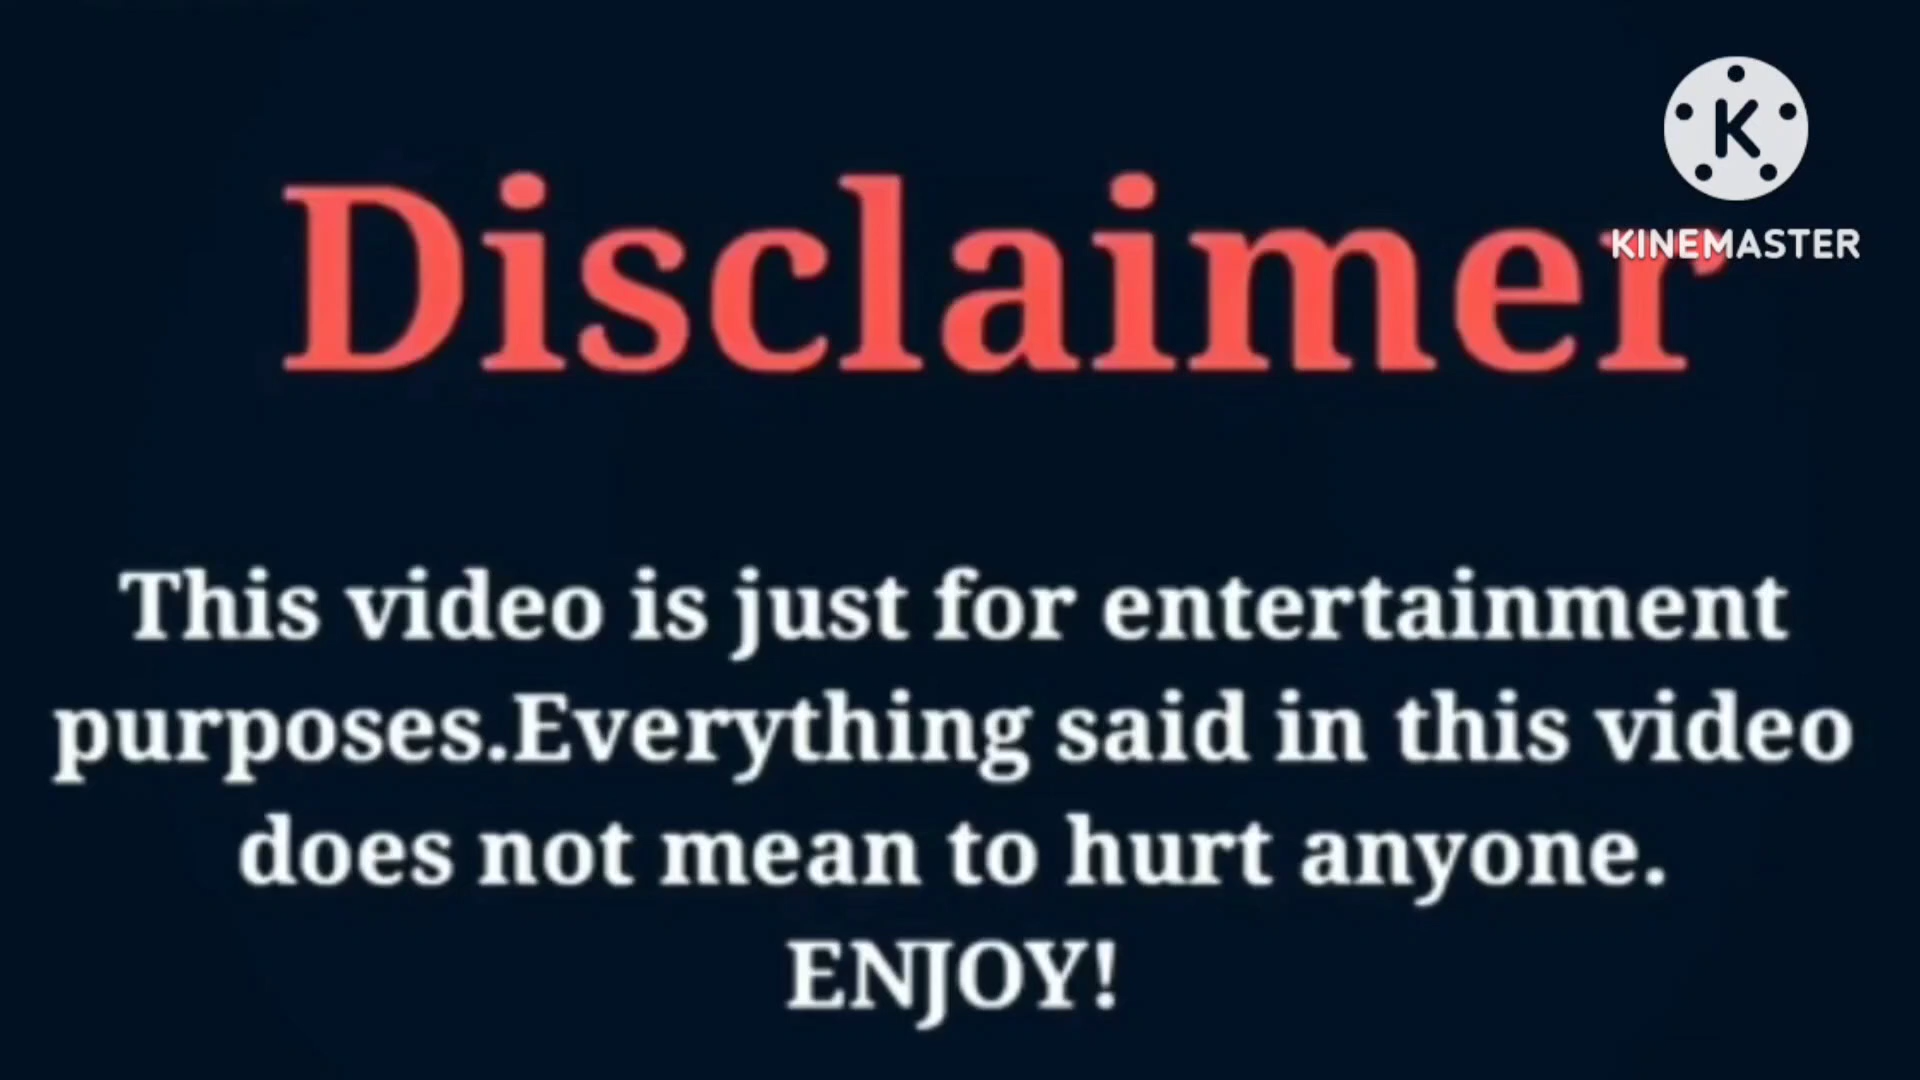 K
KINEMASTER
Disclaimer
This video is just for entertainment
purposes.Everything said in this video
does not mean to hurt anyone.
ENJOY!